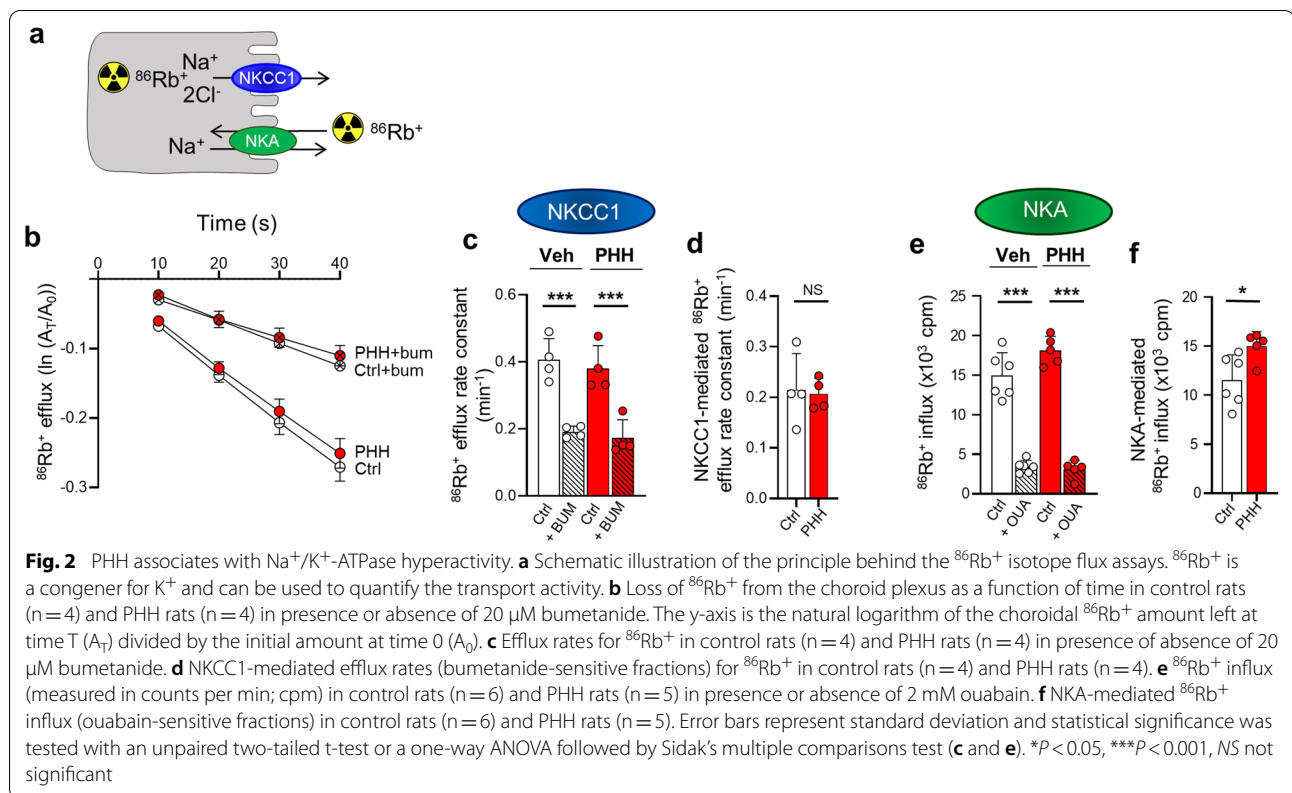 a
Na⁺
⁸⁶Rb⁺
NKCC1
2Cl⁻
⁸⁶Rb⁺
NKA
Na⁺
b
Time (s)
0 10 20 30 40
⁸⁶Rb⁺ efflux (ln (A_T/A_0))
-0.1
-0.2
-0.3
PHH+bum
Ctrl+bum
PHH
Ctrl
NKCC1
c
Veh PHH
*** ***
⁸⁶Rb⁺ efflux rate constant
(min⁻¹)
0.6
0.4
0.2
0.0
Ctrl
+ BUM
Ctrl
+ BUM
d
NS
NKCC1-mediated ⁸⁶Rb⁺
efflux rate constant (min⁻¹)
0.4
0.3
0.2
0.1
0.0
Ctrl
PHH
NKA
e
Veh PHH
*** ***
⁸⁶Rb⁺ influx (x10³ cpm)
25
20
15
10
5
0
Ctrl
+ OUA
Ctrl
+ OUA
f
*
NKA-mediated
⁸⁶Rb⁺ influx (x10³ cpm)
20
15
10
5
0
Ctrl
PHH
Fig. 2 PHH associates with Na⁺/K⁺-ATPase hyperactivity. a Schematic illustration of the principle behind the ⁸⁶Rb⁺ isotope flux assays. ⁸⁶Rb⁺ is
a congener for K⁺ and can be used to quantify the transport activity. b Loss of ⁸⁶Rb⁺ from the choroid plexus as a function of time in control rats
(n = 4) and PHH rats (n = 4) in presence or absence of 20 µM bumetanide. The y-axis is the natural logarithm of the choroidal ⁸⁶Rb⁺ amount left at
time T (A_T) divided by the initial amount at time 0 (A_0). c Efflux rates for ⁸⁶Rb⁺ in control rats (n = 4) and PHH rats (n = 4) in presence of absence of 20
µM bumetanide. d NKCC1-mediated efflux rates (bumetanide-sensitive fractions) for ⁸⁶Rb⁺ in control rats (n = 4) and PHH rats (n = 4). e ⁸⁶Rb⁺ influx
(measured in counts per min; cpm) in control rats (n = 6) and PHH rats (n = 5) in presence or absence of 2 mM ouabain. f NKA-mediated ⁸⁶Rb⁺
influx (ouabain-sensitive fractions) in control rats (n = 6) and PHH rats (n = 5). Error bars represent standard deviation and statistical significance was
tested with an unpaired two-tailed t-test or a one-way ANOVA followed by Sidak's multiple comparisons test (c and e). *P < 0.05, ***P < 0.001, NS not
significant